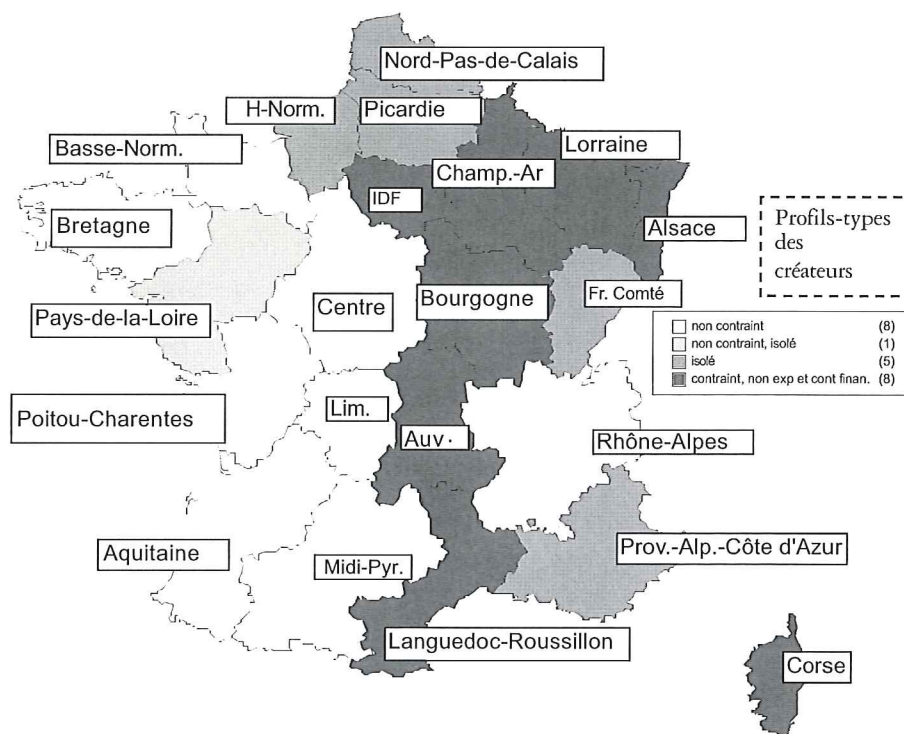 Nord-Pas-de-Calais
H-Norm.
Picardie
Basse-Norm.
Lorraine
Champ.-Ar
IDF
Bretagne
Alsace
Profils-types
des
créateurs
Pays-de-la-Loire
Centre
Bourgogne
Fr. Comté
non contraint (8)
non contraint, isolé (1)
isolé (5)
contraint, non exp et cont finan. (8)
Poitou-Charentes
Lim.
Auv.
Rhône-Alpes
Aquitaine
Midi-Pyr.
Prov.-Alp.-Côte d'Azur
Languedoc-Roussillon
Corse